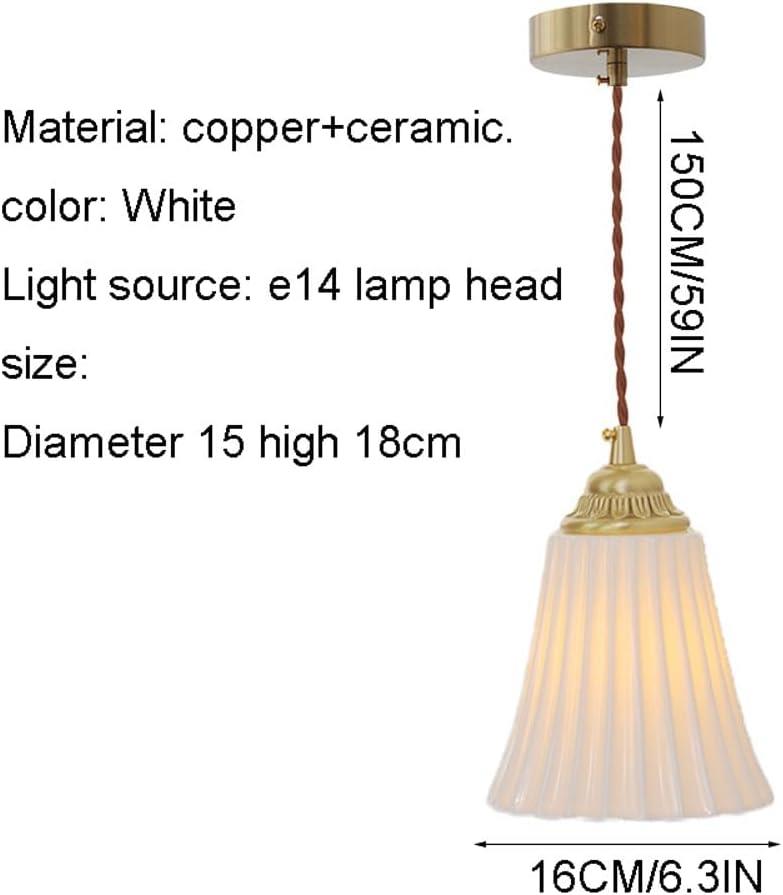 Material: copper+ceramic.
color: White
Light source: e14 lamp head
size:
Diameter 15 high 18cm
150CM/59IN
16CM/6.3IN